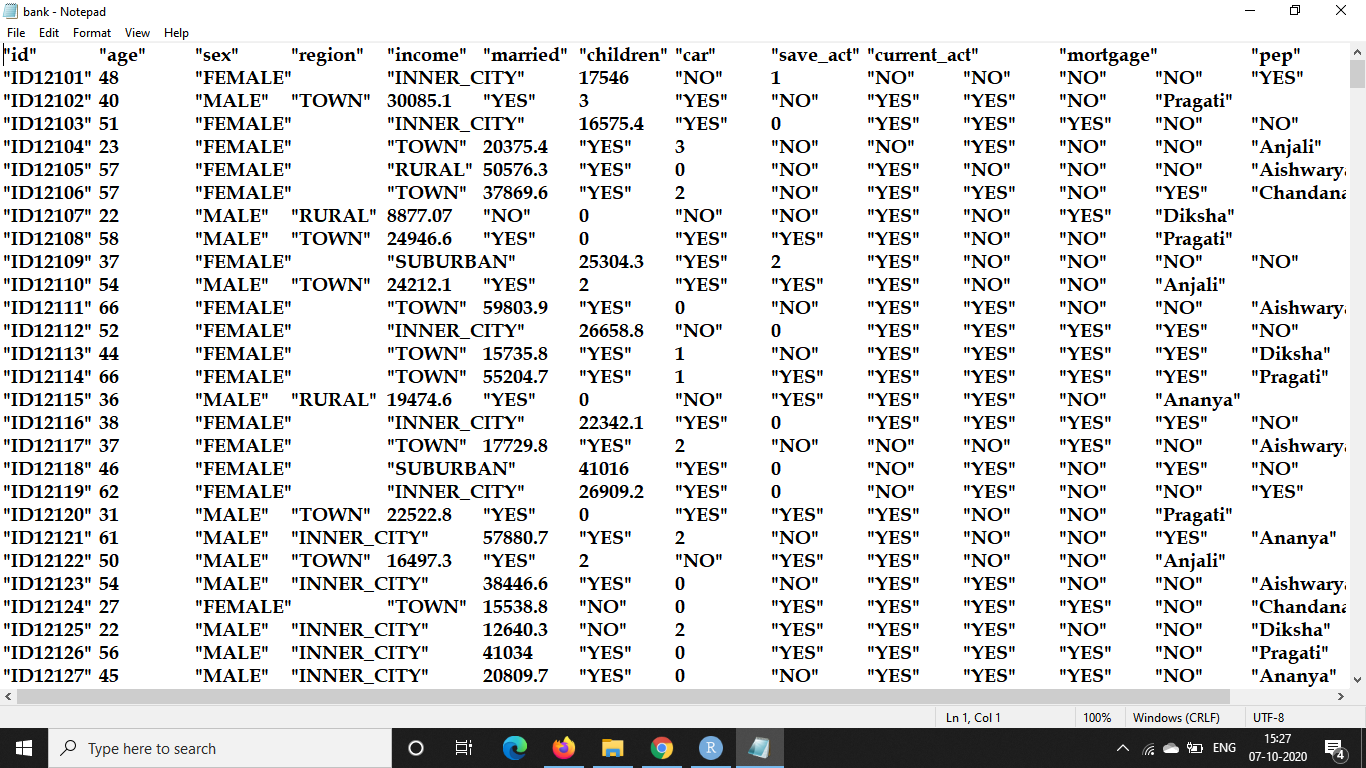 bank - Notepad
File Edit Format View Help
"id" "age" "sex" "region" "income" "married" "children" "car" "save_act" "current_act" "mortgage" "pep"
"ID12101" 48 "FEMALE" "INNER_CITY" 17546 "NO" 1 "NO" "NO" "NO" "NO" "YES"
"ID12102" 40 "MALE" "TOWN" 30085.1 "YES" 3 "YES" "NO" "YES" "YES" "NO" "Pragati"
"ID12103" 51 "FEMALE" "INNER_CITY" 16575.4 "YES" 0 "YES" "YES" "YES" "NO" "NO"
"ID12104" 23 "FEMALE" "TOWN" 20375.4 "YES" 3 "NO" "NO" "YES" "NO" "NO" "Anjali"
"ID12105" 57 "FEMALE" "RURAL" 50576.3 "YES" 0 "NO" "YES" "NO" "NO" "NO" "Aishwarya
"ID12106" 57 "FEMALE" "TOWN" 37869.6 "YES" 2 "NO" "YES" "YES" "NO" "YES" "Chandana
"ID12107" 22 "MALE" "RURAL" 8877.07 "NO" 0 "NO" "NO" "YES" "NO" "YES" "Diksha"
"ID12108" 58 "MALE" "TOWN" 24946.6 "YES" 0 "YES" "YES" "YES" "NO" "NO" "Pragati"
"ID12109" 37 "FEMALE" "SUBURBAN" 25304.3 "YES" 2 "YES" "NO" "NO" "NO" "NO"
"ID12110" 54 "MALE" "TOWN" 24212.1 "YES" 2 "YES" "YES" "YES" "NO" "NO" "Anjali"
"ID12111" 66 "FEMALE" "TOWN" 59803.9 "YES" 0 "NO" "YES" "YES" "NO" "NO" "Aishwarya
"ID12112" 52 "FEMALE" "INNER_CITY" 26658.8 "NO" 0 "YES" "YES" "YES" "YES" "NO"
"ID12113" 44 "FEMALE" "TOWN" 15735.8 "YES" 1 "NO" "YES" "YES" "YES" "YES" "Diksha"
"ID12114" 66 "FEMALE" "TOWN" 55204.7 "YES" 1 "YES" "YES" "YES" "YES" "YES" "Pragati"
"ID12115" 36 "MALE" "RURAL" 19474.6 "YES" 0 "NO" "YES" "YES" "YES" "NO" "Ananya"
"ID12116" 38 "FEMALE" "INNER_CITY" 22342.1 "YES" 0 "YES" "YES" "YES" "YES" "NO"
"ID12117" 37 "FEMALE" "TOWN" 17729.8 "YES" 2 "NO" "NO" "NO" "YES" "NO" "Aishwarya
"ID12118" 46 "FEMALE" "SUBURBAN" 41016 "YES" 0 "NO" "YES" "NO" "YES" "NO"
"ID12119" 62 "FEMALE" "INNER_CITY" 26909.2 "YES" 0 "NO" "YES" "NO" "NO" "YES"
"ID12120" 31 "MALE" "TOWN" 22522.8 "YES" 0 "YES" "YES" "YES" "NO" "NO" "Pragati"
"ID12121" 61 "MALE" "INNER_CITY" 57880.7 "YES" 2 "NO" "YES" "NO" "NO" "YES" "Ananya"
"ID12122" 50 "MALE" "TOWN" 16497.3 "YES" 2 "NO" "YES" "YES" "NO" "NO" "Anjali"
"ID12123" 54 "MALE" "INNER_CITY" 38446.6 "YES" 0 "NO" "YES" "YES" "NO" "NO" "Aishwarya
"ID12124" 27 "FEMALE" "TOWN" 15538.8 "NO" 0 "YES" "YES" "YES" "YES" "NO" "Chandana
"ID12125" 22 "MALE" "INNER_CITY" 12640.3 "NO" 2 "YES" "YES" "YES" "NO" "NO" "Diksha"
"ID12126" 56 "MALE" "INNER_CITY" 41034 "YES" 0 "YES" "YES" "YES" "YES" "NO" "Pragati"
"ID12127" 45 "MALE" "INNER_CITY" 20809.7 "YES" 0 "NO" "YES" "YES" "YES" "NO" "Ananya"
Ln 1, Col 1 100% Windows (CRLF) UTF-8
Type here to search R ENG 15:27
07-10-2020 4